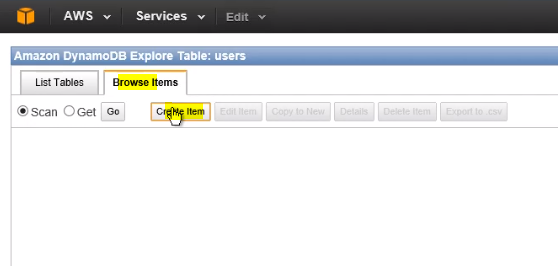 AWS Services Edit
Amazon DynamoDB Explore Table: users
List Tables Browse Items
Scan Get Go Create Item Edit Item Copy to New Details Delete Item Export to .csv